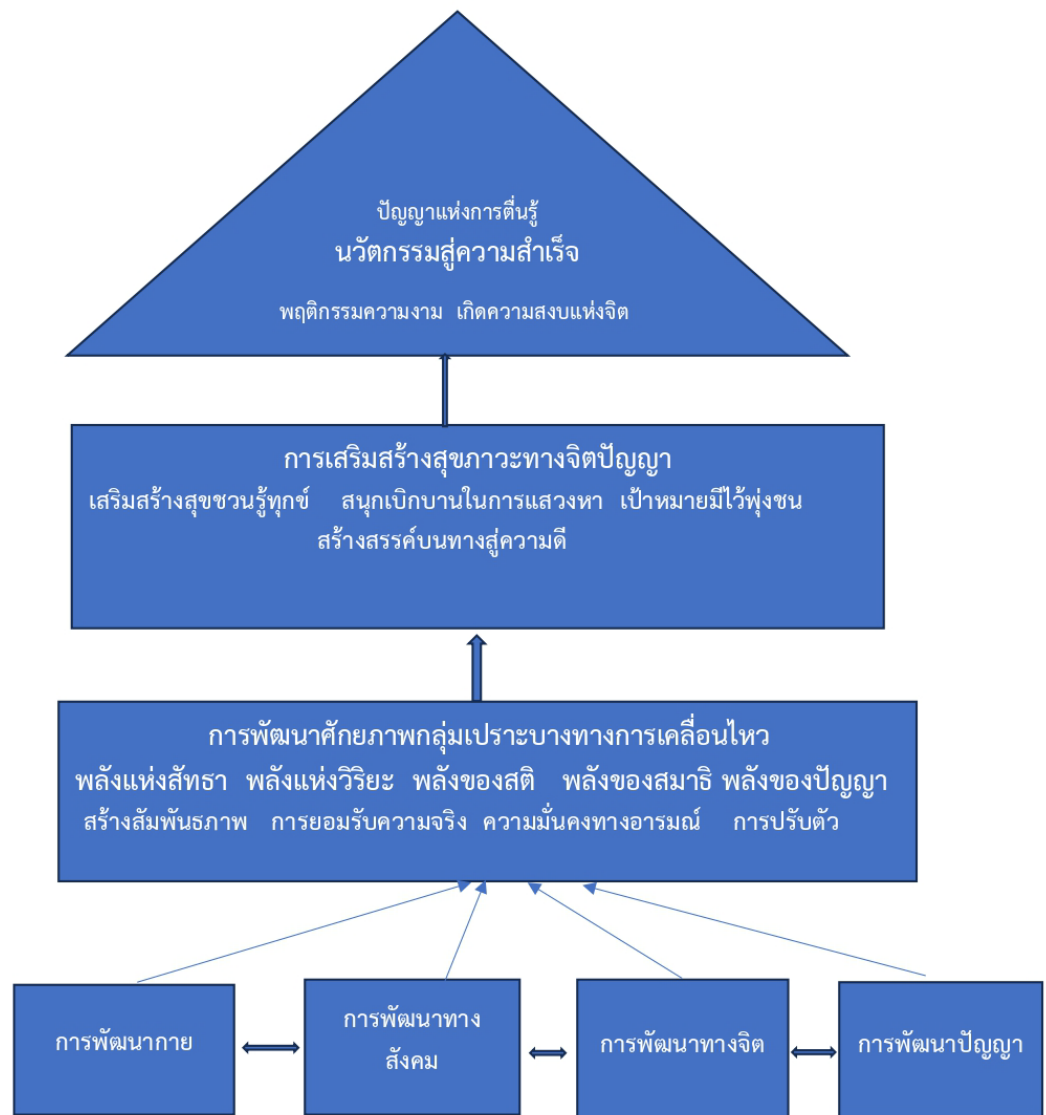 ปัญญาแห่งการตื่นรู้
นวัตกรรมสู่ความสำเร็จ
พฤติกรรมความงาม เกิดความสงบแห่งจิต
การเสริมสร้างสุขภาวะทางจิตปัญญา
เสริมสร้างสุขชวนรู้ทุกข์ สนุกเบิกบานในการแสวงหา เป้าหมายมีไว้พุ่งชน
สร้างสรรค์บนทางสู่ความดี
การพัฒนาศักยภาพกลุ่มเปราะบางทางการเคลื่อนไหว
พลังแห่งสัทธา พลังแห่งวิริยะ พลังของสติ พลังของสมาธิ พลังของปัญญา
สร้างสัมพันธภาพ การยอมรับความจริง ความมั่นคงทางอารมณ์ การปรับตัว
การพัฒนากาย
การพัฒนาทาง
สังคม
การพัฒนาทางจิต
การพัฒนาปัญญา